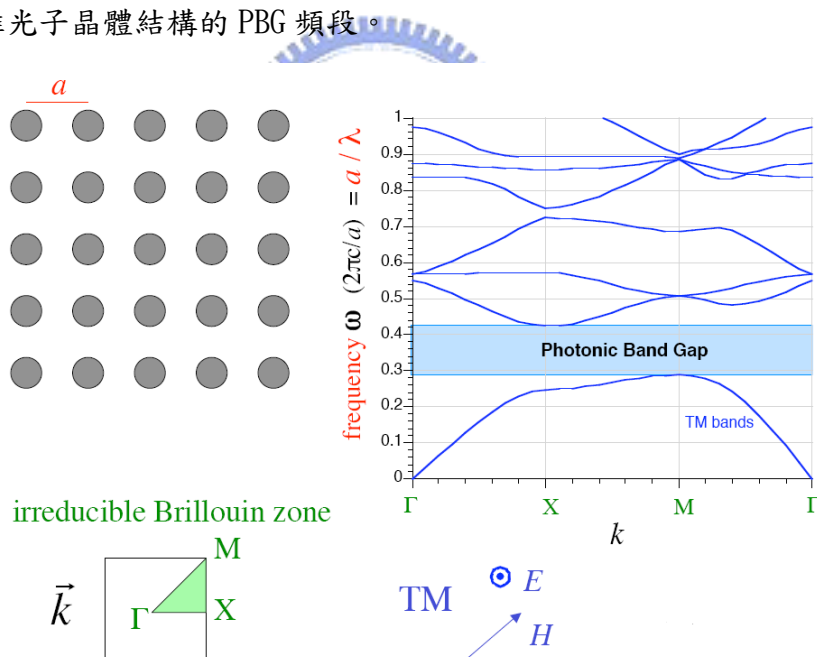 光子晶體結構的 PBG 頻段。
a
frequency ω (2πc/a) = a / λ
1
0.9
0.8
0.7
0.6
0.5
0.4
0.3
0.2
0.1
0
Photonic Band Gap
TM bands
Γ X M Γ
k
irreducible Brillouin zone
M
k⃗
Γ X
TM
E
H